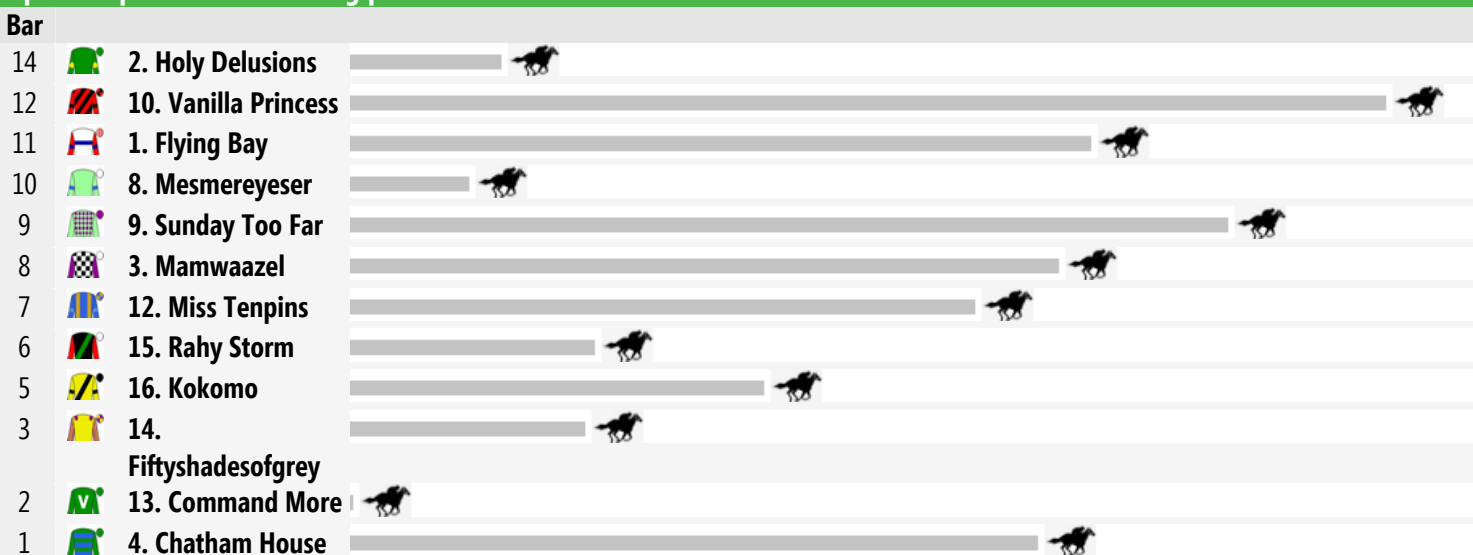 Bar
14 2. Holy Delusions
12 10. Vanilla Princess
11 1. Flying Bay
10 8. Mesmereyeser
9 9. Sunday Too Far
8 3. Mamwaazel
7 12. Miss Tenpins
6 15. Rahy Storm
5 16. Kokomo
3 14.
Fiftyshadesofgrey
2 V 13. Command More
1 4. Chatham House